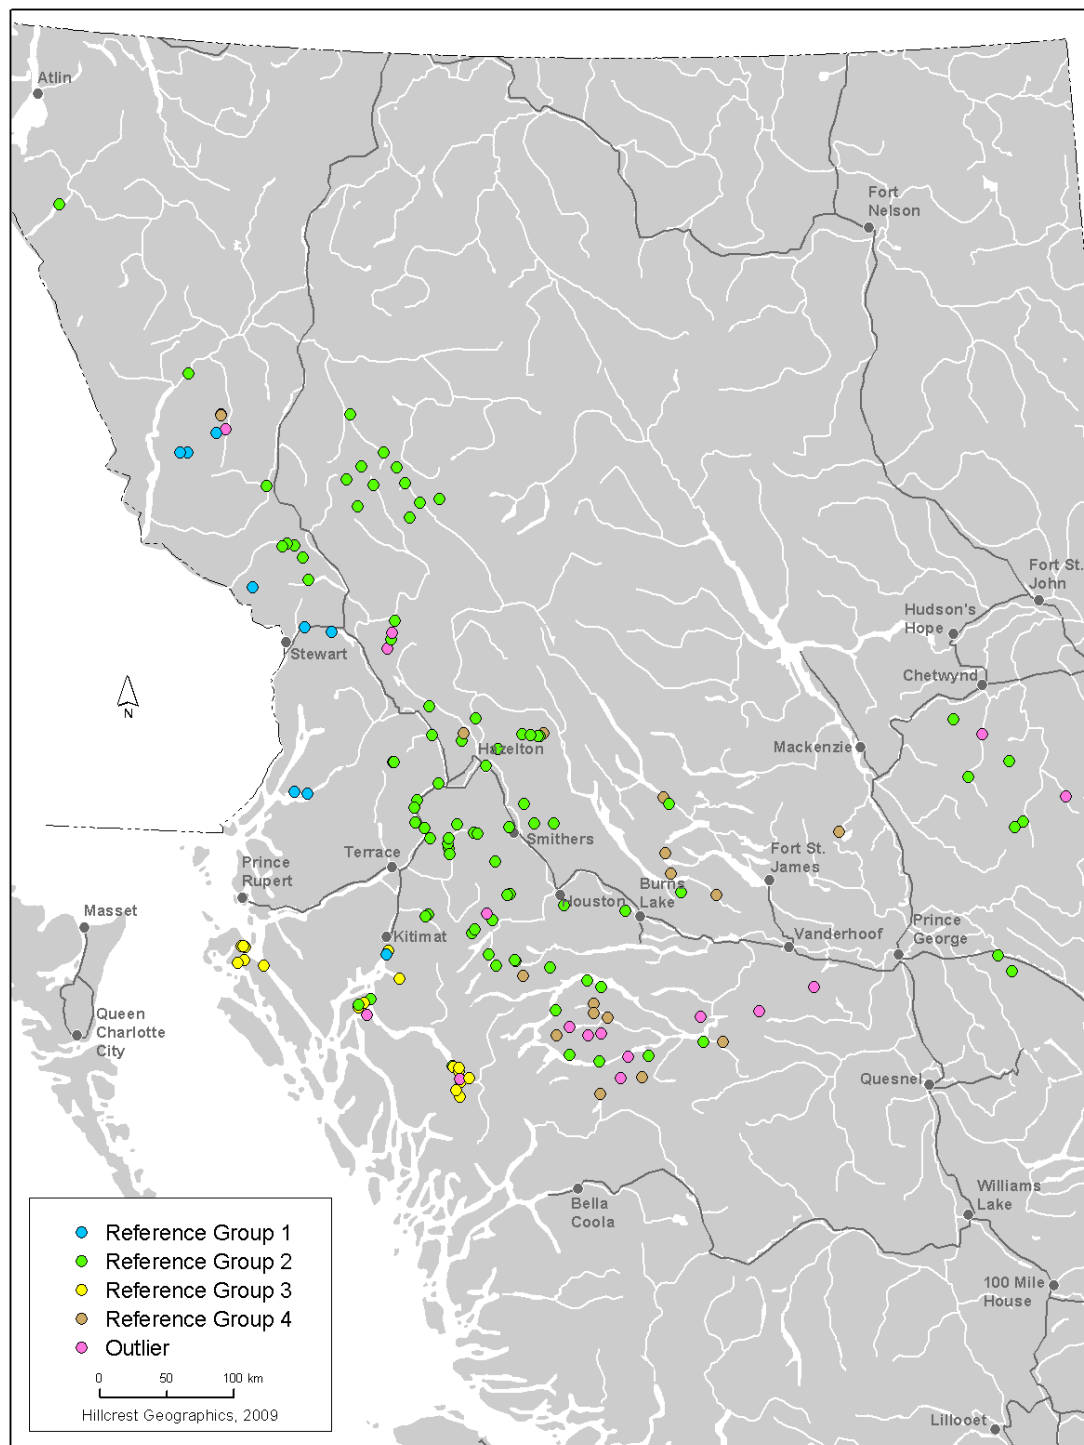 Atlin
Fort
Nelson
Fort St.
John
Hudson's
Hope
Chetwynd
Stewart
N
Mackenzie
Hazelton
Smithers
Terrace
Fort St.
James
Prince
Rupert
Burns
Lake
Houston
Masset
Kitimat
Vanderhoof
Prince
George
Queen
Charlotte
City
Quesnel
Bella
Coola
Williams
Lake
100 Mile
House
Lillooet
Reference Group 1
Reference Group 2
Reference Group 3
Reference Group 4
Outlier
0 50 100 km
Hillcrest Geographics, 2009